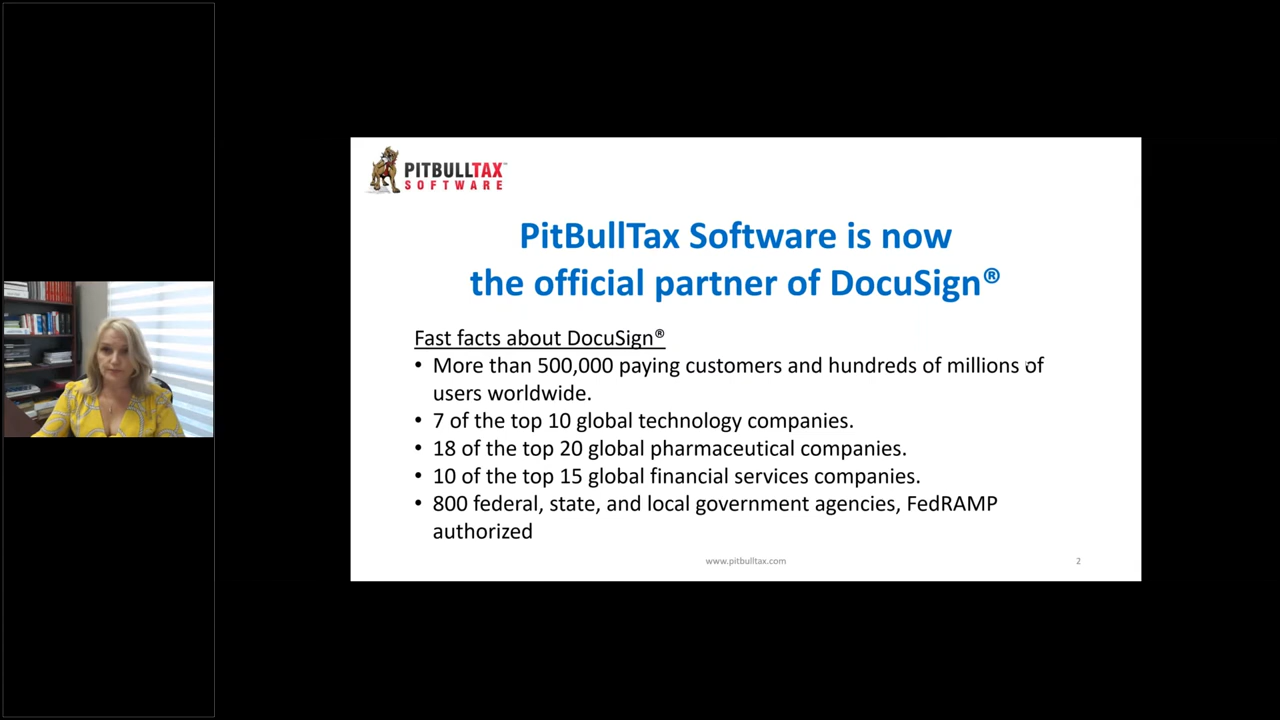 PITBULLTAX™
SOFTWARE
PitBullTax Software is now
the official partner of DocuSign®
Fast facts about DocuSign®
• More than 500,000 paying customers and hundreds of millions of
users worldwide.
• 7 of the top 10 global technology companies.
• 18 of the top 20 global pharmaceutical companies.
• 10 of the top 15 global financial services companies.
• 800 federal, state, and local government agencies, FedRAMP
authorized
www.pitbulltax.com
2